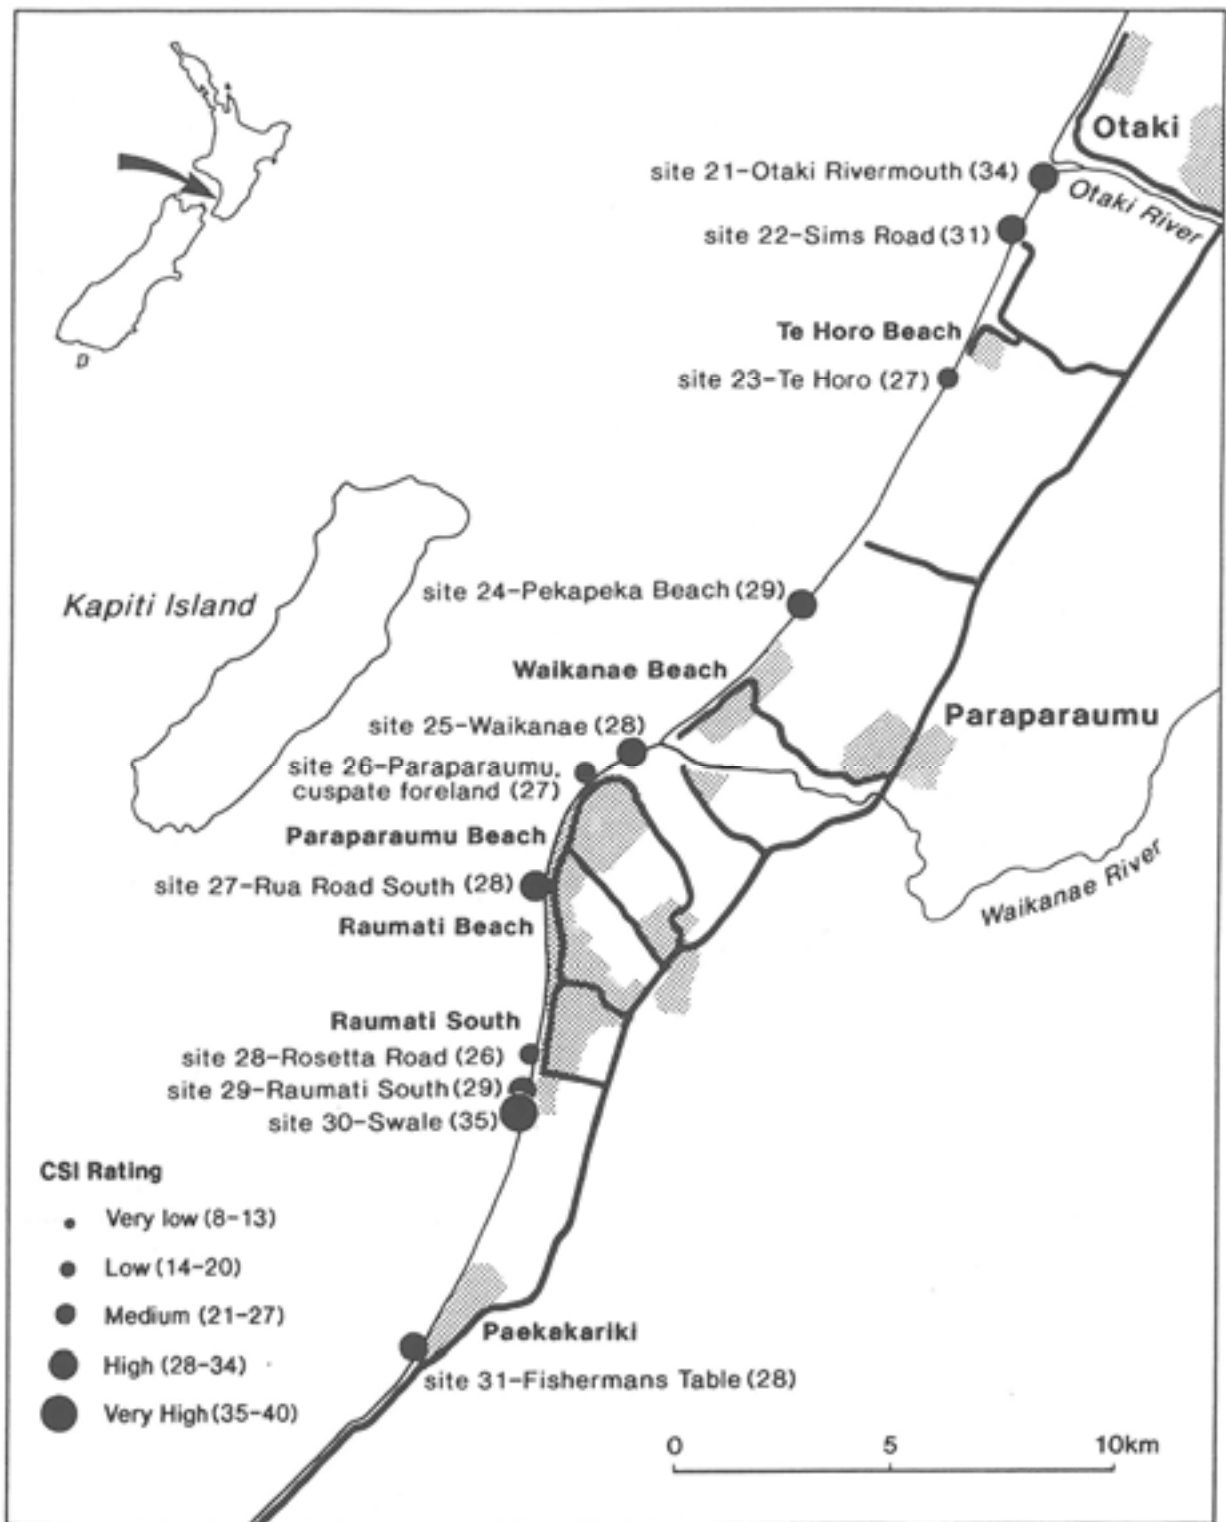 Otaki
site 21-Otaki Rivermouth (34)
Otaki River
site 22-Sims Road (31)
Te Horo Beach
site 23-Te Horo (27)
Kapiti Island
site 24-Pekapeka Beach (29)
Waikanae Beach
Paraparaumu
site 25-Waikanae (28)
site 26-Paraparaumu,
cuspate foreland (27)
Paraparaumu Beach
site 27-Rua Road South (28)
Waikanae River
Raumati Beach
Raumati South
site 28-Rosetta Road (26)
site 29-Raumati South (29)
site 30-Swale (35)
CSI Rating
Very low (8-13)
Low (14-20)
Medium (21-27)
High (28-34)
Very High (35-40)
Paekakariki
site 31-Fishermans Table (28)
0 5 10km